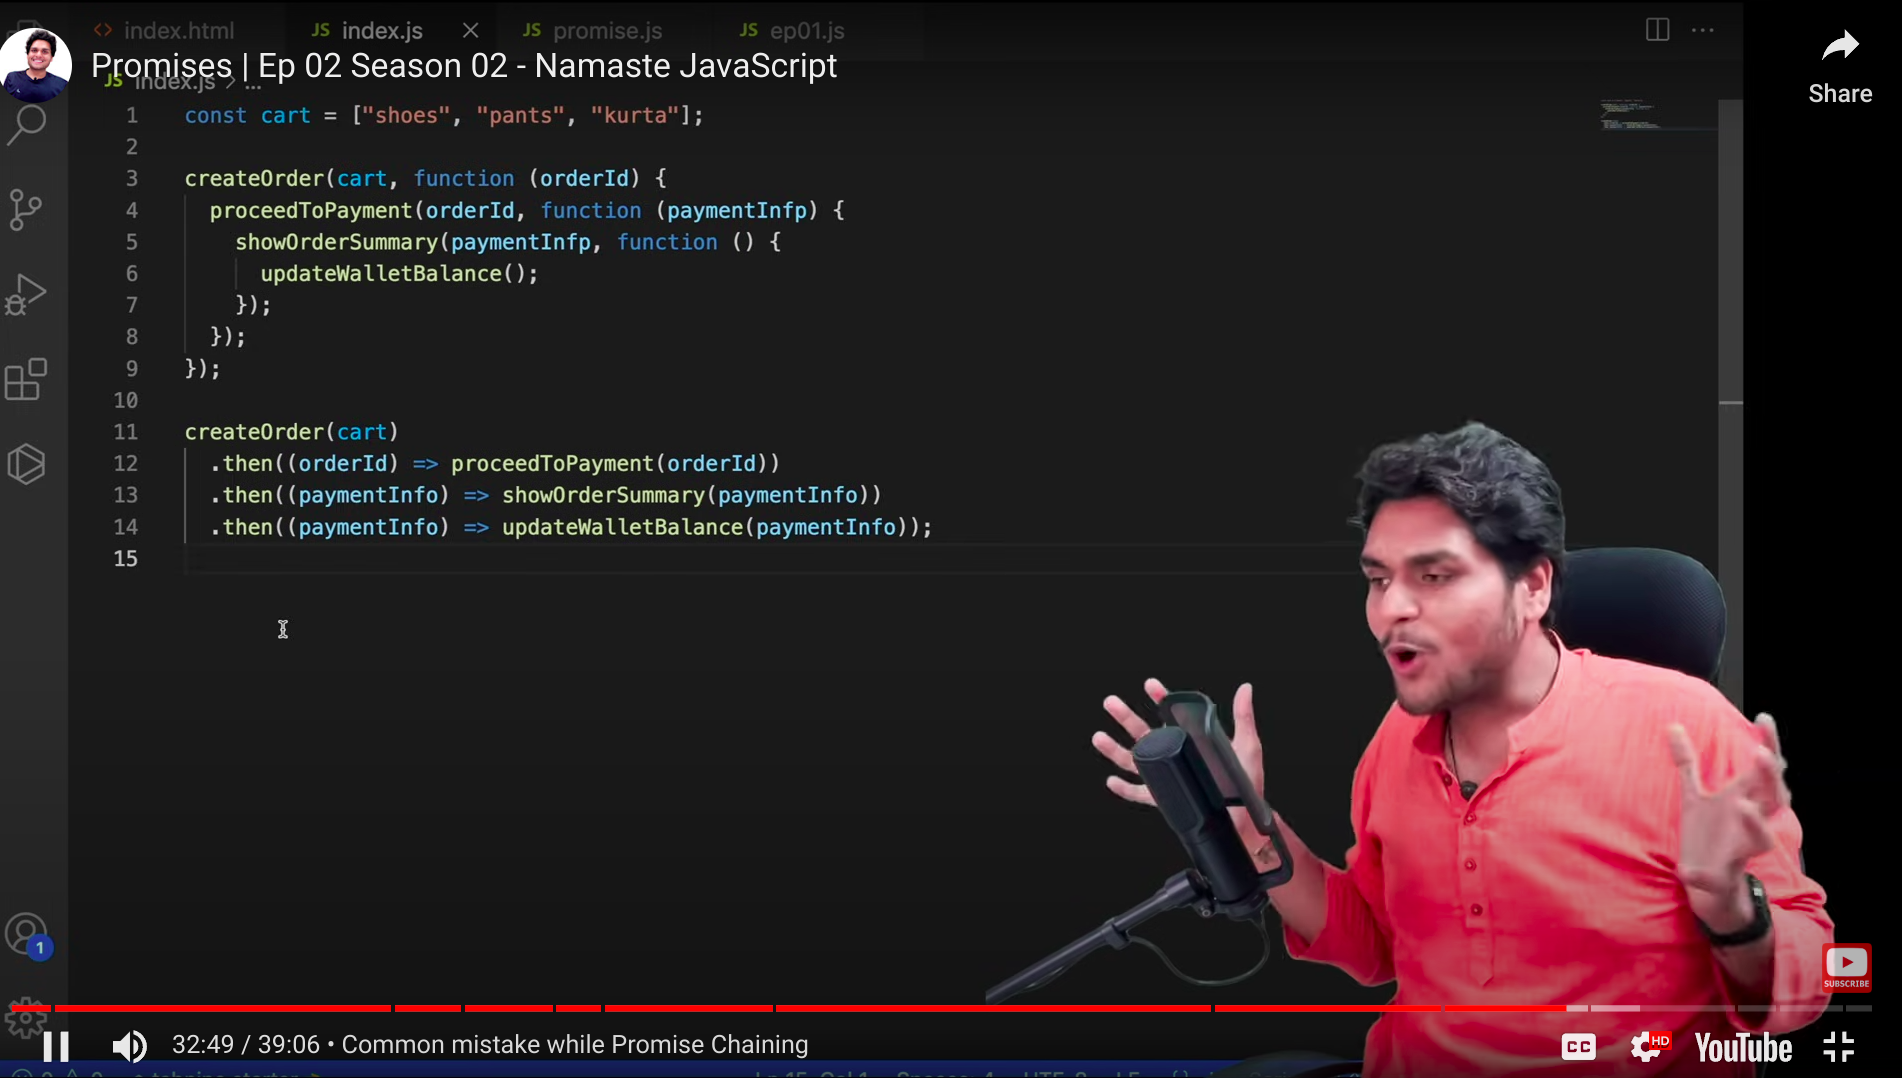 index.html
JS index.js
JS promise.js
JS ep01.js
Promises | Ep 02 Season 02 - Namaste JavaScript
JS index.js > ...
Share
1 const cart = ["shoes", "pants", "kurta"];
2
3 createOrder(cart, function (orderId) {
4 proceedToPayment(orderId, function (paymentInfp) {
5 showOrderSummary(paymentInfp, function () {
6 updateWalletBalance();
7 });
8 });
9 });
10
11 createOrder(cart)
12 .then((orderId) => proceedToPayment(orderId))
13 .then((paymentInfo) => showOrderSummary(paymentInfo))
14 .then((paymentInfo) => updateWalletBalance(paymentInfo));
15
1
SUBSCRIBE
32:49 / 39:06 • Common mistake while Promise Chaining
CC
HD
YouTube